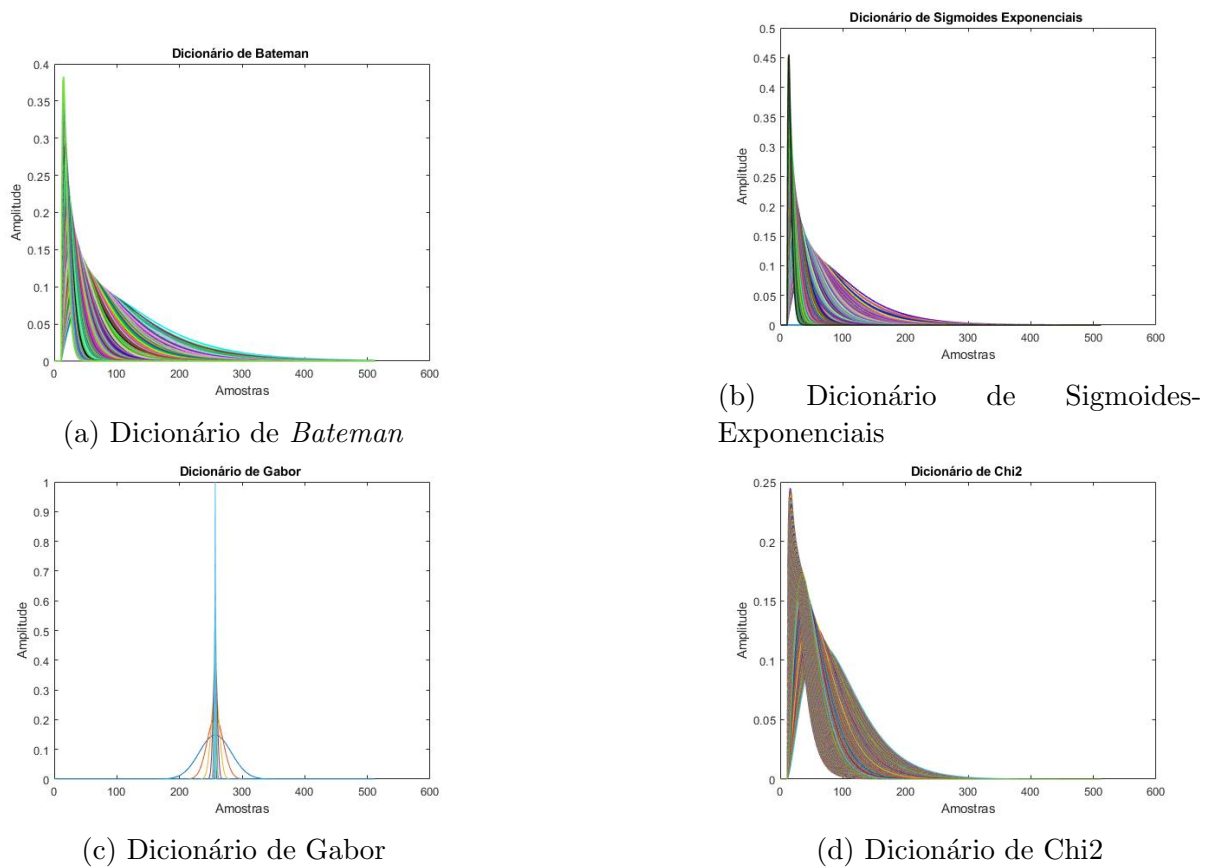 Dicionário de Bateman
0.4
0.35
0.3
0.25
0.2
0.15
0.1
0.05
0
Amplitude
0 100 200 300 400 500 600
Amostras
(a) Dicionário de Bateman
Dicionário de Sigmoides Exponenciais
0.5
0.45
0.4
0.35
0.3
0.25
0.2
0.15
0.1
0.05
0
Amplitude
0 100 200 300 400 500 600
Amostras
(b) Dicionário de Sigmoides-
Exponenciais
Dicionário de Gabor
1
0.9
0.8
0.7
0.6
0.5
0.4
0.3
0.2
0.1
0
Amplitude
0 100 200 300 400 500 600
Amostras
(c) Dicionário de Gabor
Dicionário de Chi2
0.25
0.2
0.15
0.1
0.05
0
Amplitude
0 100 200 300 400 500 600
Amostras
(d) Dicionário de Chi2